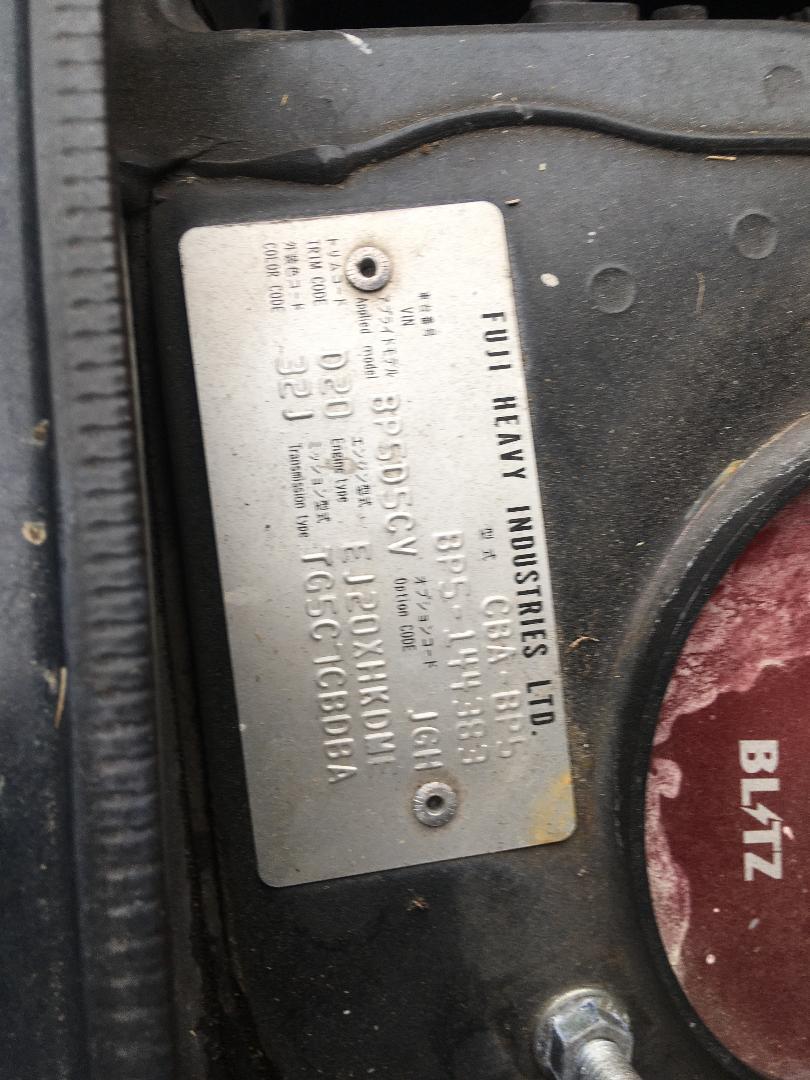 FUJI HEAVY INDUSTRIES LTD.
型式 CBA-BP5
車台番号
VIN BP5-144383
アプライドモデル オプションコード
Applied model BP5D5CV Option CODE JGH
トリムコード エンジン型式
TRIM CODE D20 Engine type EJ20XHKDME
外装色コード ミッション型式
COLOR CODE 32J Transmission type TG5C7CBDBA
BLITZ